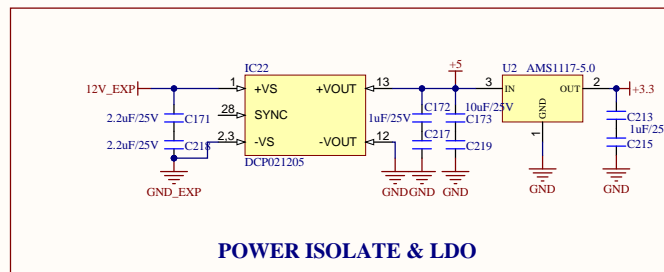 IC22
U2 AMS1117-5.0
+5
12V_EXP
1
+VS
+VOUT
13
3
IN
OUT
2
+3.3
GND
1
28
SYNC
2.2uF/25V
C171
1uF/25V
C172
10uF/25V
C173
C213
1uF/25V
2.2uF/25V
C218
2,3
-VS
-VOUT
12
C217
C219
C215
DCP021205
GND_EXP
GND
GND
GND
GND
GND
POWER ISOLATE & LDO